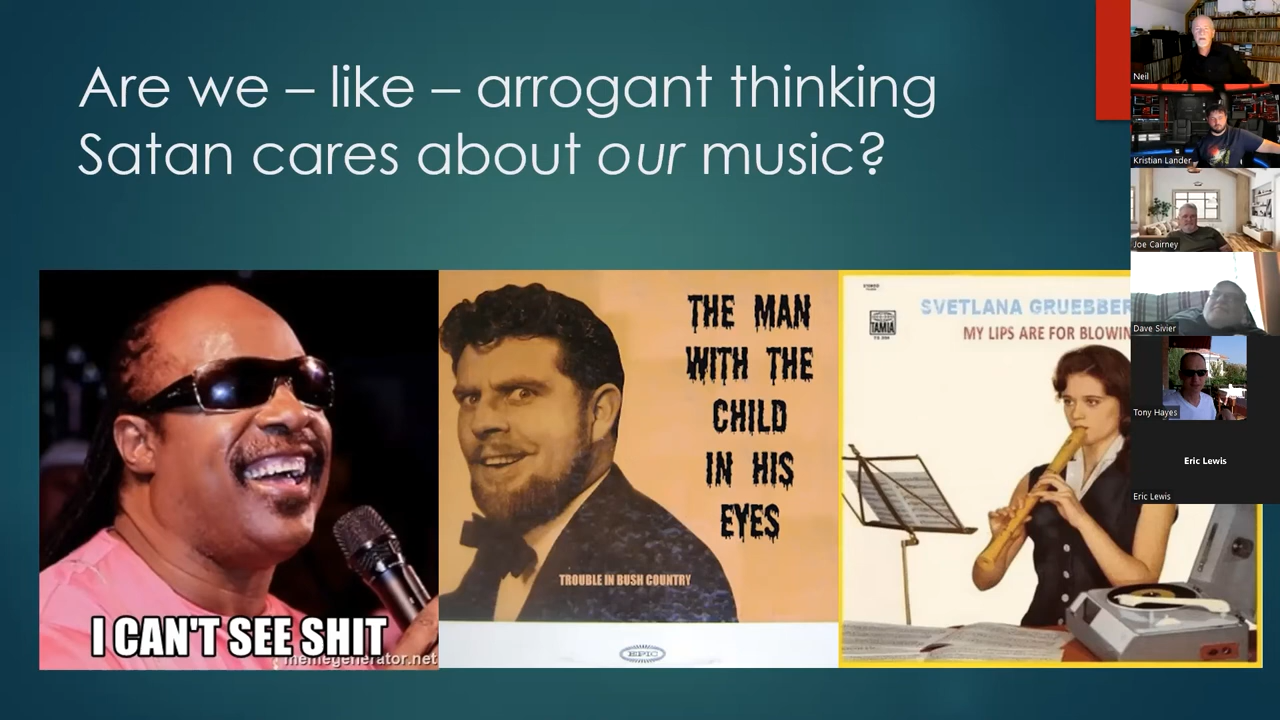 Are we – like – arrogant thinking
Satan cares about our music?
I CAN'T SEE SHIT
memegenerator.net
THE MAN
WITH THE
CHILD
IN HIS
EYES
TROUBLE IN BUSH COUNTRY
EPIC
STEREO
TAMIA
SVETLANA GRUEBBER
MY LIPS ARE FOR BLOWIN
Neil
Kristian Lander
Joe Cairney
Dave Sivier
Tony Hayes
Eric Lewis
Eric Lewis